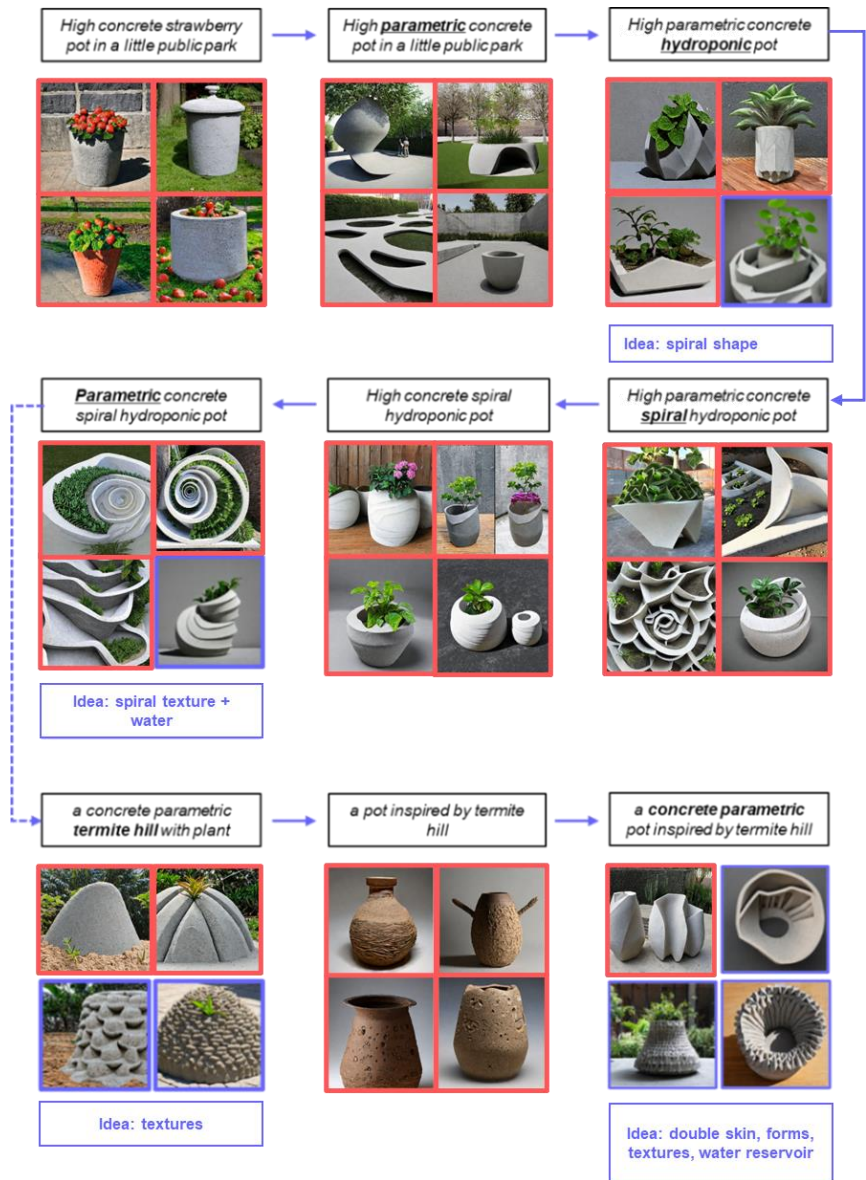 High concrete strawberry
pot in a little public park
High parametric concrete
pot in a little public park
High parametric concrete
hydroponic pot
Idea: spiral shape
Parametric concrete
spiral hydroponic pot
High concrete spiral
hydroponic pot
High parametric concrete
spiral hydroponic pot
Idea: spiral texture +
water
a concrete parametric
termite hill with plant
a pot inspired by termite
hill
a concrete parametric
pot inspired by termite hill
Idea: textures
Idea: double skin, forms,
textures, water reservoir